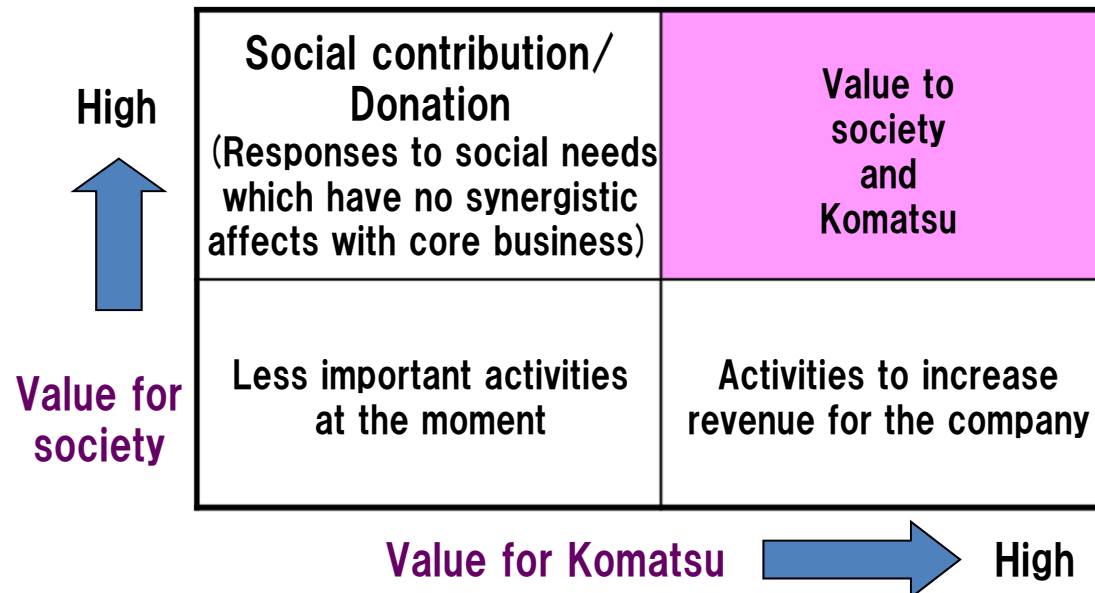 High
Value for
society
Social contribution/
Donation
(Responses to social needs
which have no synergistic
affects with core business)
Value to
society
and
Komatsu
Less important activities
at the moment
Activities to increase
revenue for the company
Value for Komatsu
High